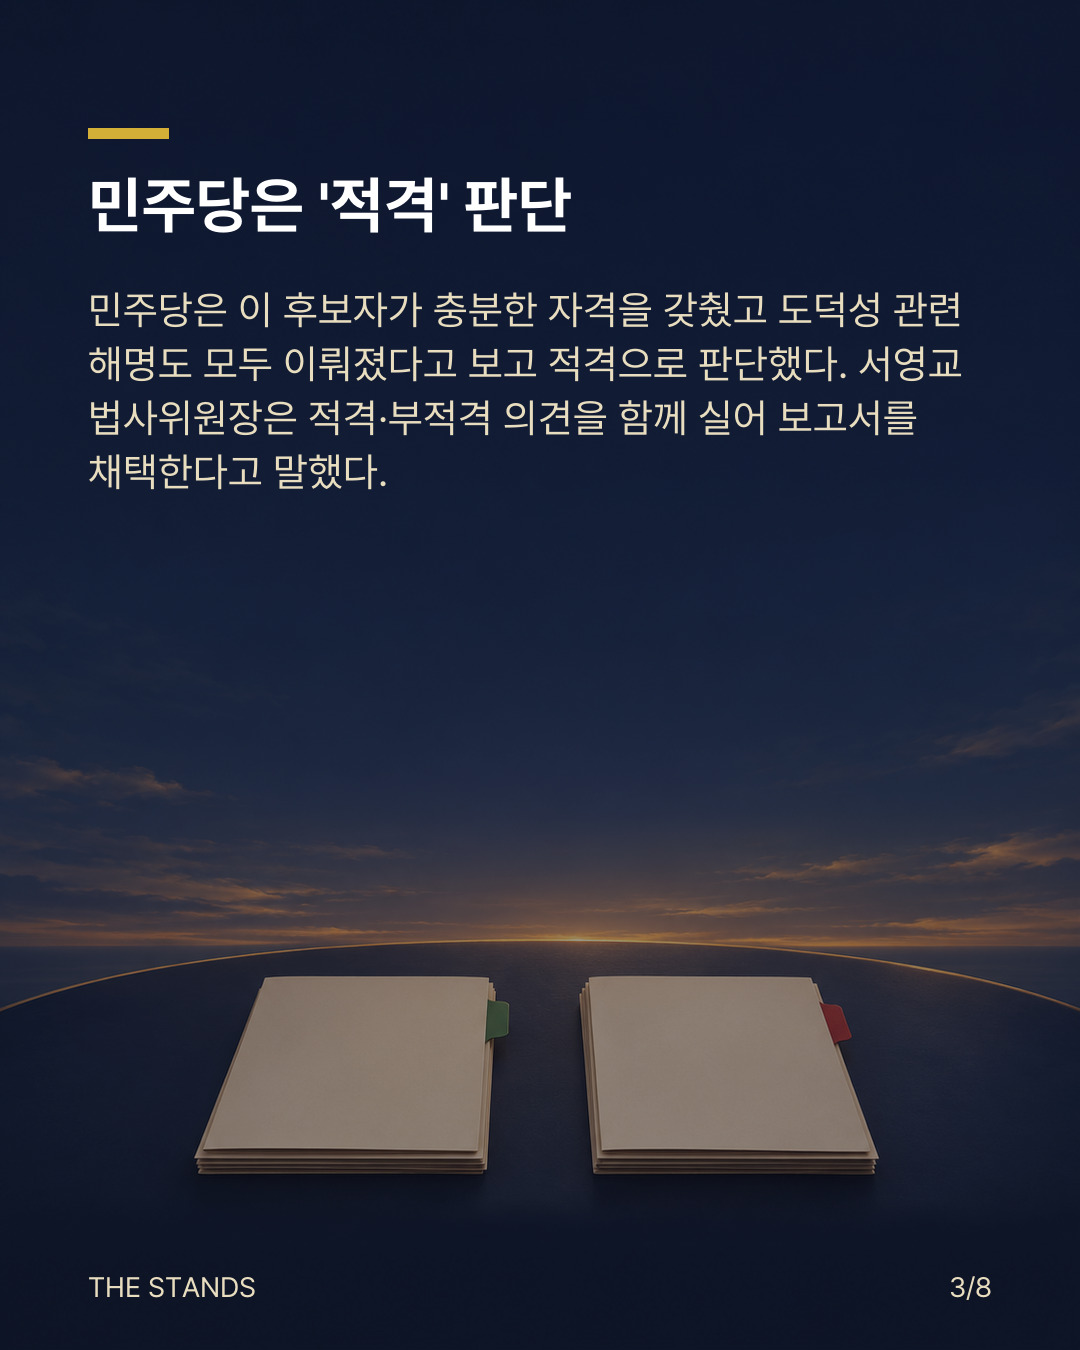 민주당은 '적격' 판단
민주당은 이 후보자가 충분한 자격을 갖췄고 도덕성 관련
해명도 모두 이뤄졌다고 보고 적격으로 판단했다. 서영교
법사위원장은 적격·부적격 의견을 함께 실어 보고서를
채택한다고 말했다.
THE STANDS
3/8